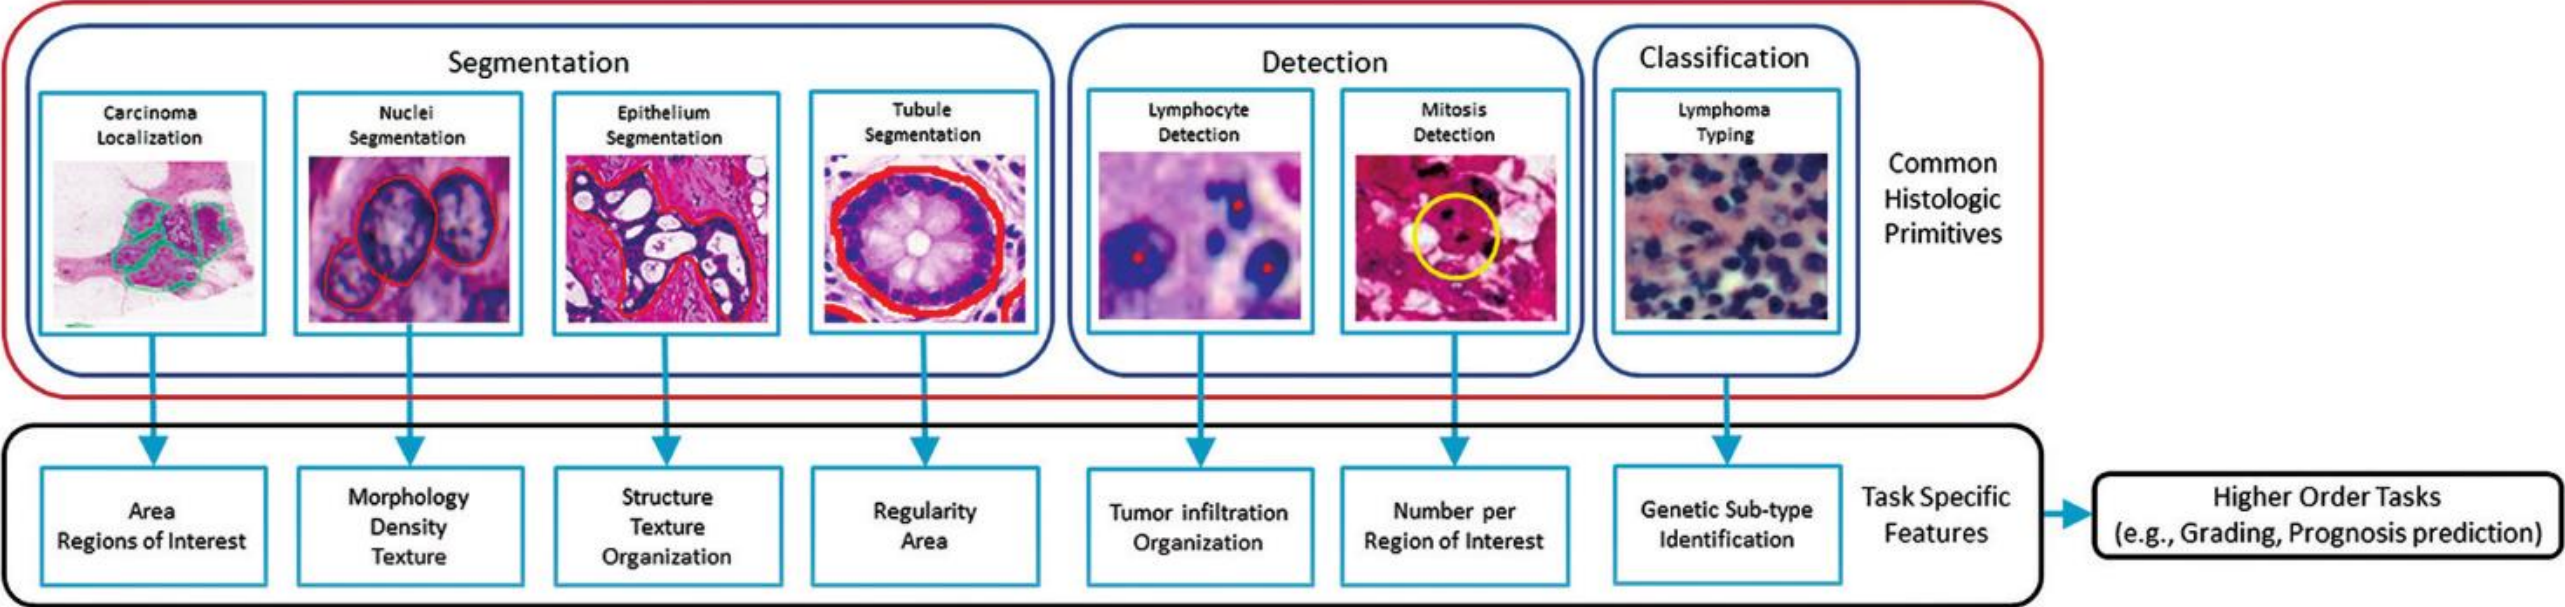 Segmentation
Carcinoma
Localization
Nuclei
Segmentation
Epithelium
Segmentation
Tubule
Segmentation
Detection
Lymphocyte
Detection
Mitosis
Detection
Classification
Lymphoma
Typing
Common
Histologic
Primitives
Area
Regions of Interest
Morphology
Density
Texture
Structure
Texture
Organization
Regularity
Area
Tumor infiltration
Organization
Number per
Region of Interest
Genetic Sub-type
Identification
Task Specific
Features
Higher Order Tasks
(e.g., Grading, Prognosis prediction)